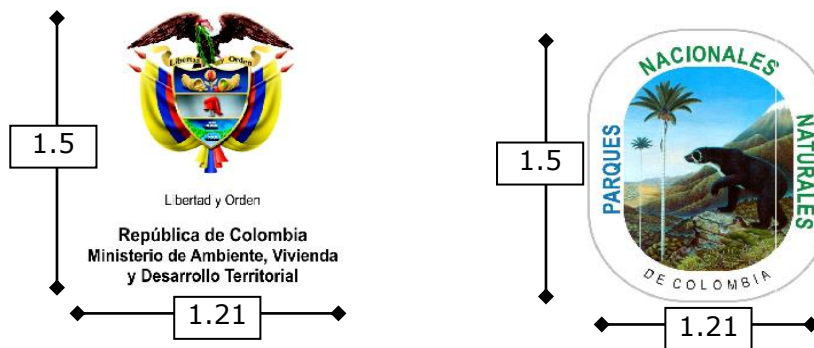 1.5
Libertad y Orden
Libertad y Orden
República de Colombia
Ministerio de Ambiente, Vivienda
y Desarrollo Territorial
1.21
1.5
PARQUES
NACIONALES
NATURALES
DE COLOMBIA
1.21